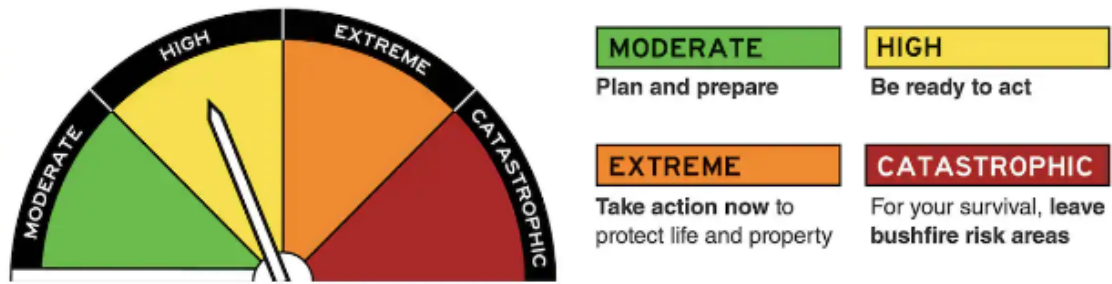 MODERATE
HIGH
EXTREME
CATASTROPHIC
MODERATE
Plan and prepare
HIGH
Be ready to act
EXTREME
Take action now to
protect life and property
CATASTROPHIC
For your survival, leave
bushfire risk areas